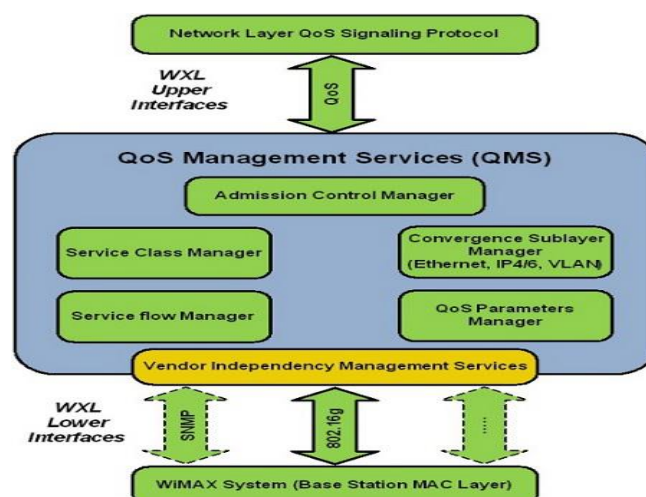 Network Layer QoS Signaling Protocol
WXL
Upper
Interfaces
QoS
QoS Management Services (QMS)
Admission Control Manager
Service Class Manager
Convergence Sublayer
Manager
(Ethernet, IP4/6, VLAN)
Service flow Manager
QoS Parameters
Manager
Vendor Independency Management Services
WXL
Lower
Interfaces
SNMP
802.16g
.....
WiMAX System (Base Station MAC Layer)